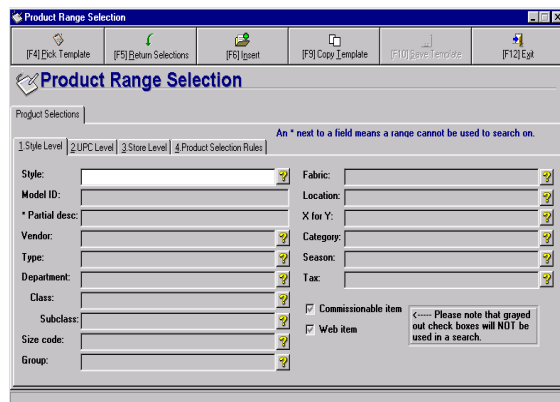 Product Range Selection
[F4] Pick Template
[F5] Return Selections
[F6] Insert
[F9] Copy Template
[F10] Save Template
[F12] Exit
Product Range Selection
Product Selections
An * next to a field means a range cannot be used to search on.
1.Style Level
2.UPC Level
3.Store Level
4.Product Selection Rules
Style:
Model ID:
* Partial desc:
Vendor:
Type:
Department:
Class:
Subclass:
Size code:
Group:
Fabric:
Location:
X for Y:
Category:
Season:
Tax:
Commissionable item
Web item
<----- Please note that grayed
out check boxes will NOT be
used in a search.